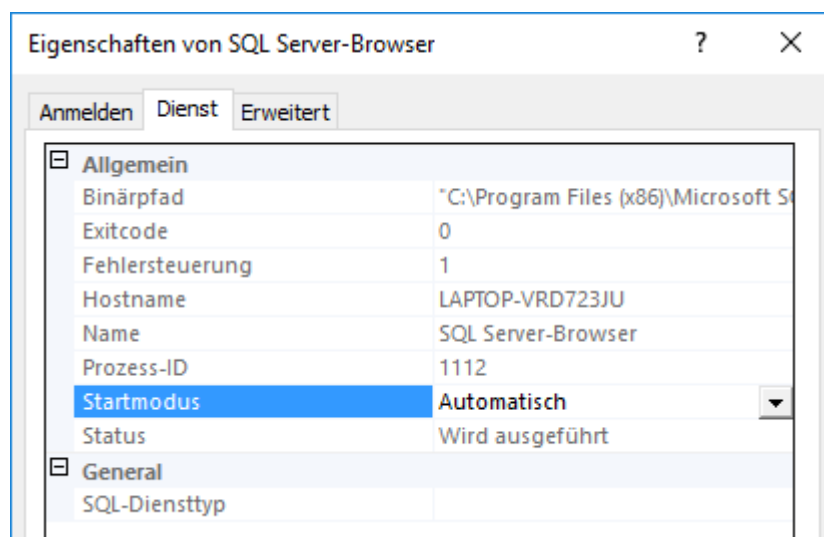 Eigenschaften von SQL Server-Browser ? ×
Anmelden Dienst Erweitert
Allgemein
Binärpfad "C:\Program Files (x86)\Microsoft
Exitcode 0
Fehlersteuerung 1
Hostname LAPTOP-VRD723JU
Name SQL Server-Browser
Prozess-ID 1112
Startmodus Automatisch
Status Wird ausgeführt
General
SQL-Diensttyp